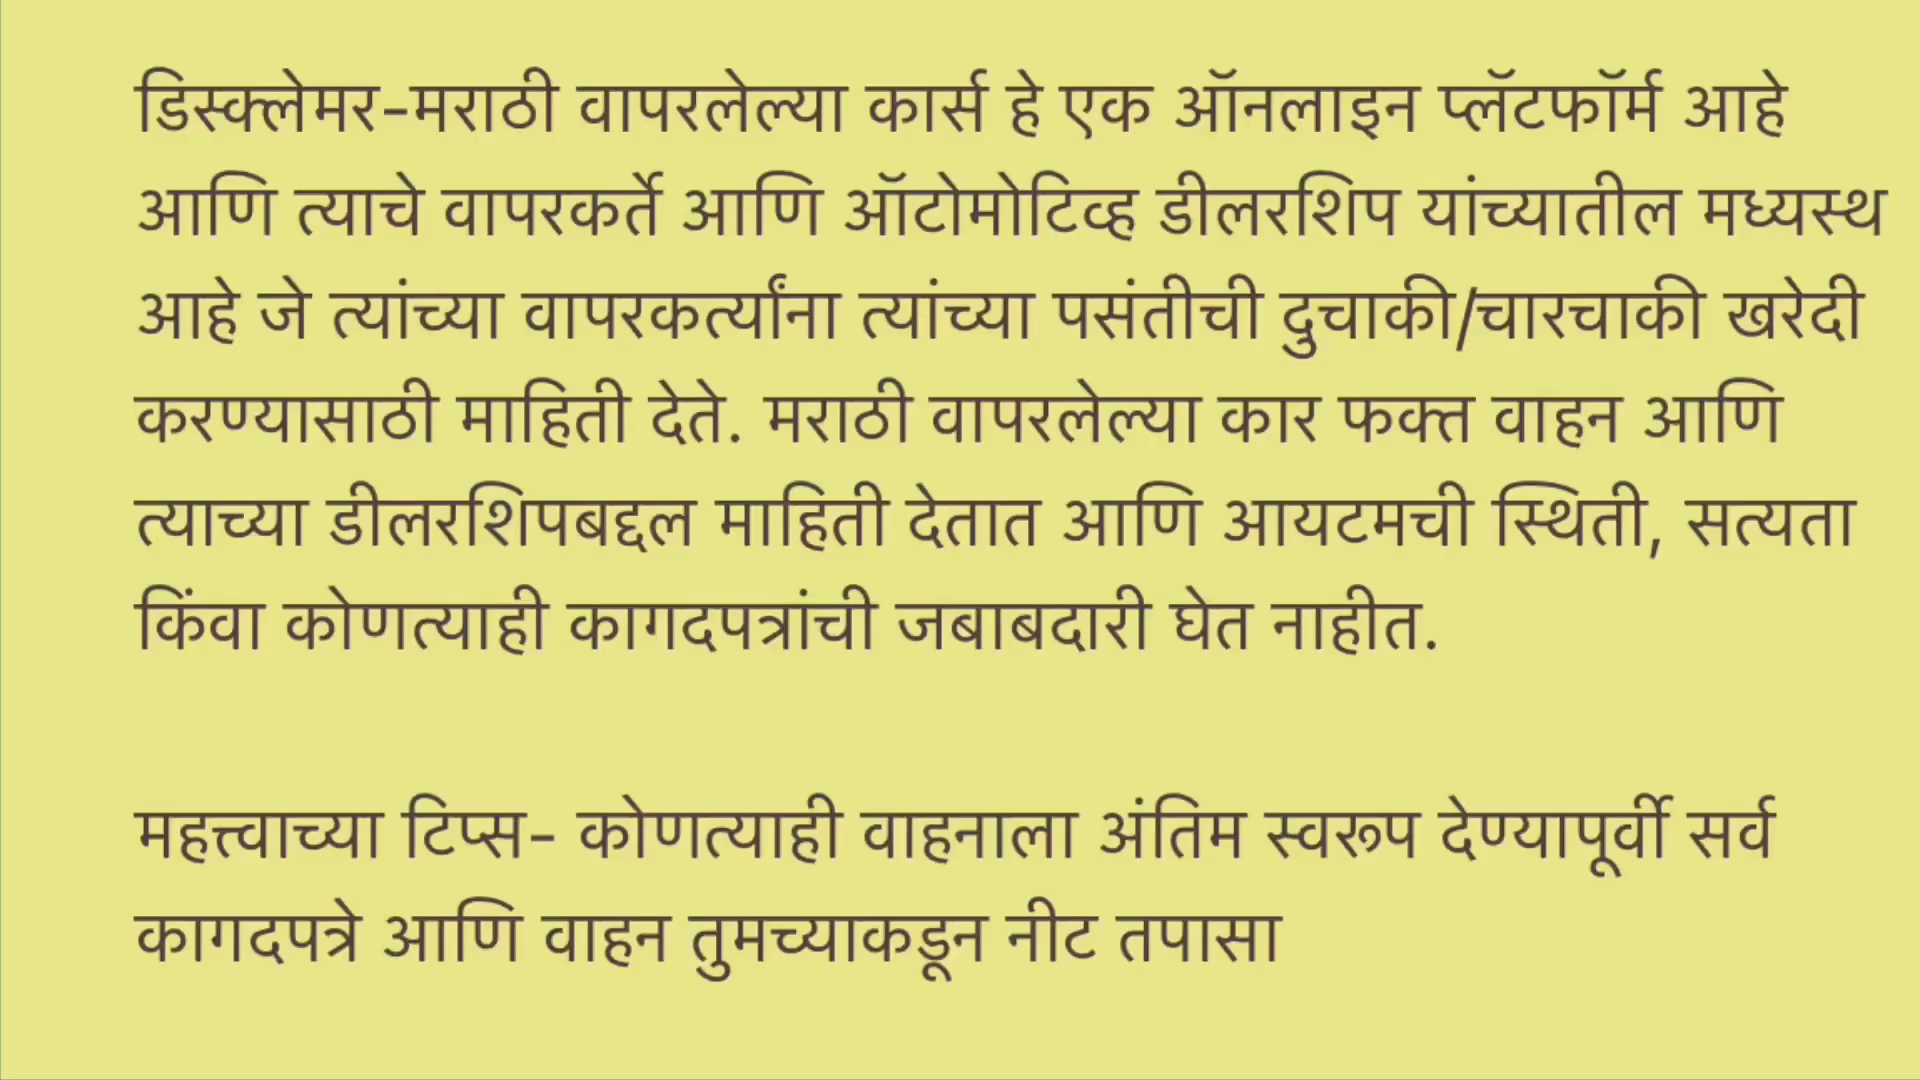 डिस्क्लेमर-मराठी वापरलेल्या कार्स हे एक ऑनलाइन प्लॅटफॉर्म आहे
आणि त्याचे वापरकर्ते आणि ऑटोमोटिव्ह डीलरशिप यांच्यातील मध्यस्थ
आहे जे त्यांच्या वापरकर्त्यांना त्यांच्या पसंतीची दुचाकी/चारचाकी खरेदी
करण्यासाठी माहिती देते. मराठी वापरलेल्या कार फक्त वाहन आणि
त्याच्या डीलरशिपबद्दल माहिती देतात आणि आयटमची स्थिती, सत्यता
किंवा कोणत्याही कागदपत्रांची जबाबदारी घेत नाहीत.
महत्त्वाच्या टिप्स- कोणत्याही वाहनाला अंतिम स्वरूप देण्यापूर्वी सर्व
कागदपत्रे आणि वाहन तुमच्याकडून नीट तपासा